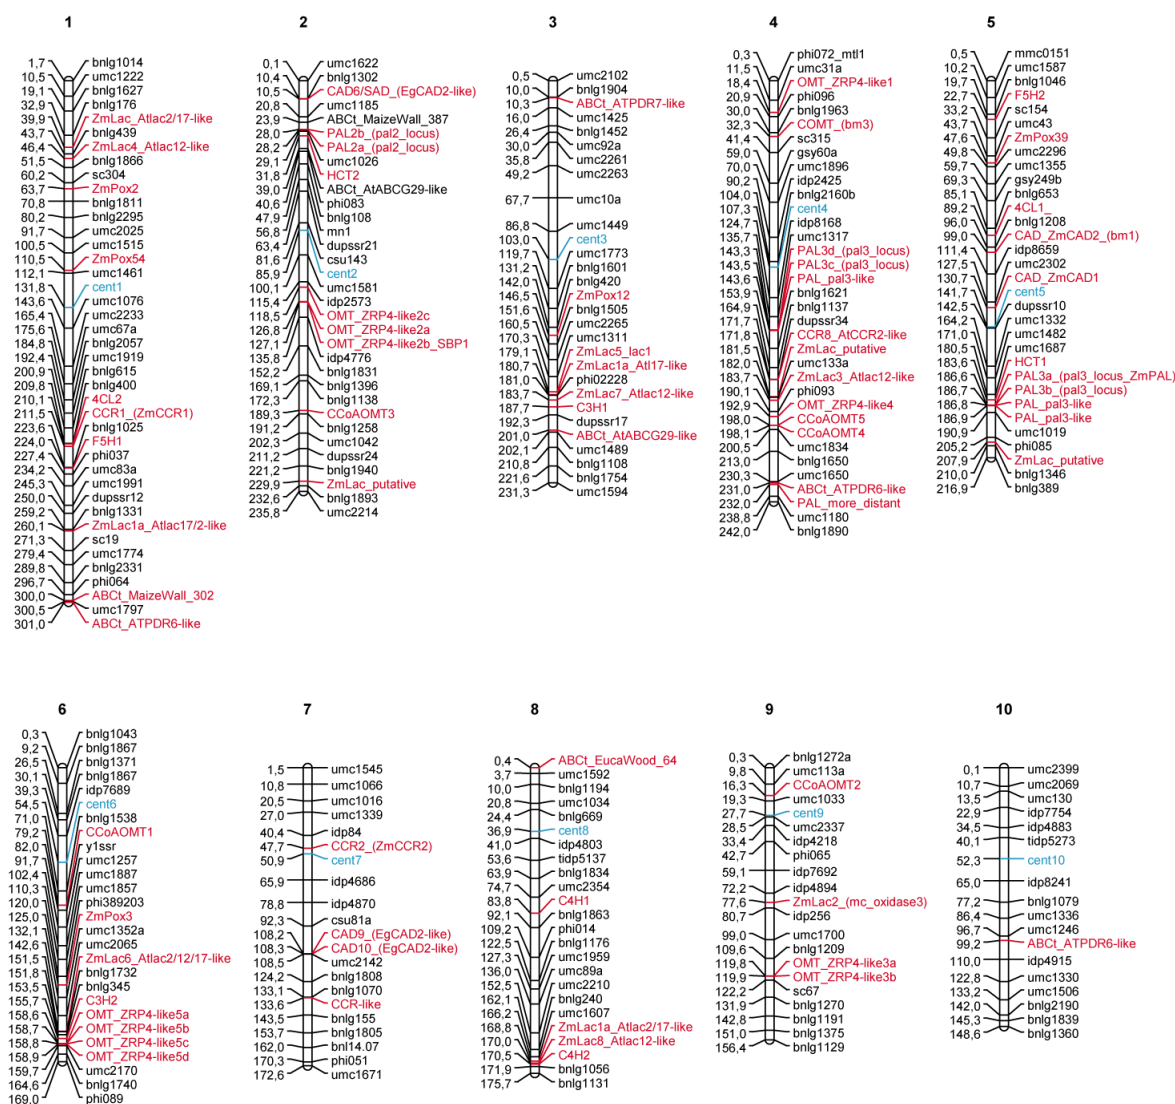 1
1,7 bnlg1014
10,5 umc1222
19,1 bnlg1627
32,9 bnlg176
39,9 ZmLac_Atlac2/17-like
43,7 bnlg439
46,4 ZmLac4_Atlac12-like
51,5 bnlg1866
60,2 sc304
63,7 ZmPox2
70,8 bnlg1811
80,2 bnlg2295
91,7 umc2025
100,5 umc1515
110,5 ZmPox54
112,1 umc1461
131,8 cent1
143,6 umc1076
165,4 umc2233
175,6 umc67a
184,8 bnlg2057
192,4 umc1919
200,9 bnlg615
209,8 bnlg400
210,1 4CL2
211,5 CCR1_(ZmCCR1)
223,6 bnlg1025
224,0 F5H1
227,4 phi037
234,2 umc83a
245,3 umc1991
250,0 dupssr12
259,2 bnlg1331
260,1 ZmLac1a_Atlac17/2-like
271,3 sc19
279,4 umc1774
289,8 bnlg2331
296,7 phi064
300,0 ABCt_MaizeWall_302
300,5 umc1797
301,0 ABCt_ATPDR6-like
2
0,1 umc1622
10,4 bnlg1302
10,5 CAD6/SAD_(EgCAD2-like)
20,8 umc1185
23,9 ABCt_MaizeWall_387
28,0 PAL2b_(pal2_locus)
28,2 PAL2a_(pal2_locus)
29,1 umc1026
31,8 HCT2
39,0 ABCt_AtABCG29-like
40,6 phi083
47,9 bnlg108
56,8 mn1
63,4 dupssr21
81,6 csu143
85,9 cent2
100,1 umc1581
115,4 idp2573
118,5 OMT_ZRP4-like2c
126,8 OMT_ZRP4-like2a
127,1 OMT_ZRP4-like2b_SBP1
135,8 idp4776
152,2 bnlg1831
169,1 bnlg1396
172,3 bnlg1138
189,3 CCoAOMT3
191,2 bnlg1258
202,3 umc1042
211,2 dupssr24
221,2 bnlg1940
229,9 ZmLac_putative
232,6 bnlg1893
235,8 umc2214
3
0,5 umc2102
10,0 bnlg1904
10,3 ABCt_ATPDR7-like
16,0 umc1425
26,4 bnlg1452
30,0 umc92a
35,8 umc2261
49,2 umc2263
67,7 umc10a
86,8 umc1449
103,0 cent3
119,7 umc1773
131,2 bnlg1601
142,0 bnlg420
146,5 ZmPox12
151,6 bnlg1505
160,5 umc2265
170,3 umc1311
179,1 ZmLac5_lac1
180,7 ZmLac1a_Atl17-like
181,0 phi02228
183,7 ZmLac7_Atlac12-like
187,7 C3H1
192,3 dupssr17
201,0 ABCt_AtABCG29-like
202,1 umc1489
210,8 bnlg1108
221,6 bnlg1754
231,3 umc1594
4
0,3 phi072_mtl1
11,5 umc31a
18,4 OMT_ZRP4-like1
20,9 phi096
30,0 bnlg1963
32,3 COMT_(bm3)
41,4 sc315
59,0 gsy60a
70,0 umc1896
90,2 idp2425
104,0 bnlg2160b
107,3 cent4
124,7 idp8168
135,7 umc1317
143,3 PAL3d_(pal3_locus)
143,5 PAL3c_(pal3_locus)
143,6 PAL_pal3-like
153,9 bnlg1621
164,9 bnlg1137
171,7 dupssr34
171,8 CCR8_AtCCR2-like
181,5 ZmLac_putative
182,0 umc133a
183,7 ZmLac3_Atlac12-like
190,1 phi093
192,9 OMT_ZRP4-like4
198,0 CCoAOMT5
198,1 CCoAOMT4
200,5 umc1834
213,0 bnlg1650
230,3 umc1650
231,0 ABCt_ATPDR6-like
232,0 PAL_more_distant
238,8 umc1180
242,0 bnlg1890
5
0,5 mmc0151
10,2 umc1587
19,7 bnlg1046
22,7 F5H2
33,2 sc154
43,7 umc43
47,6 ZmPox39
49,8 umc2296
59,7 umc1355
69,3 gsy249b
85,1 bnlg653
89,2 4CL1_
96,0 bnlg1208
99,0 CAD_ZmCAD2_(bm1)
111,4 idp8659
127,5 umc2302
130,7 CAD_ZmCAD1
141,7 cent5
142,5 dupssr10
164,2 umc1332
171,0 umc1482
180,5 umc1687
183,6 HCT1
186,6 PAL3a_(pal3_locus_ZmPAL)
186,7 PAL3b_(pal3_locus)
186,8 PAL_pal3-like
186,9 PAL_pal3-like
190,9 umc1019
205,2 phi085
207,9 ZmLac_putative
210,0 bnlg1346
216,9 bnlg389
6
0,3 bnlg1043
9,2 bnlg1867
26,5 bnlg1371
30,1 bnlg1867
39,3 idp7689
54,5 cent6
71,0 bnlg1538
79,2 CCoAOMT1
82,0 y1ssr
91,7 umc1257
102,4 umc1887
110,3 umc1857
120,0 phi389203
125,0 ZmPox3
132,1 umc1352a
142,6 umc2065
151,5 ZmLac6_Atlac2/12/17-like
151,8 bnlg1732
153,5 bnlg345
155,7 C3H2
158,6 OMT_ZRP4-like5a
158,7 OMT_ZRP4-like5b
158,8 OMT_ZRP4-like5c
158,9 OMT_ZRP4-like5d
159,7 umc2170
164,6 bnlg1740
169,0 phi089
7
1,5 umc1545
10,8 umc1066
20,5 umc1016
27,0 umc1339
40,4 idp84
47,7 CCR2_(ZmCCR2)
50,9 cent7
65,9 idp4686
78,8 idp4870
92,3 csu81a
108,2 CAD9_(EgCAD2-like)
108,3 CAD10_(EgCAD2-like)
108,5 umc2142
124,2 bnlg1808
133,1 bnlg1070
133,6 CCR-like
143,5 bnlg155
153,7 bnlg1805
162,0 bnl14.07
170,3 phi051
172,6 umc1671
8
0,4 ABCt_EucaWood_64
3,7 umc1592
10,0 bnlg1194
20,8 umc1034
24,4 bnlg669
36,9 cent8
41,0 idp4803
53,6 tidp5137
63,9 bnlg1834
74,7 umc2354
83,8 C4H1
92,1 bnlg1863
109,2 phi014
122,5 bnlg1176
127,3 umc1959
136,0 umc89a
152,5 umc2210
162,1 bnlg240
166,2 umc1607
168,8 ZmLac1a_Atlac2/17-like
170,0 ZmLac8_Atlac12-like
170,5 C4H2
171,9 bnlg1056
175,7 bnlg1131
9
0,3 bnlg1272a
9,8 umc113a
16,3 CCoAOMT2
19,3 umc1033
27,7 cent9
28,5 umc2337
33,4 idp4218
42,7 phi065
59,1 idp7692
72,2 idp4894
77,6 ZmLac2_(mc_oxidase3)
80,7 idp256
99,0 umc1700
109,6 bnlg1209
119,8 OMT_ZRP4-like3a
119,9 OMT_ZRP4-like3b
122,2 sc67
131,9 bnlg1270
142,8 bnlg1191
151,0 bnlg1375
156,4 bnlg1129
10
0,1 umc2399
10,7 umc2069
13,5 umc130
22,9 idp7754
34,5 idp4883
40,1 tidp5273
52,3 cent10
65,0 idp8241
77,2 bnlg1079
86,4 umc1336
96,7 umc1246
99,2 ABCt_ATPDR6-like
110,0 idp4915
122,8 umc1330
133,2 umc1506
142,0 bnlg2190
145,3 bnlg1839
148,6 bnlg1360